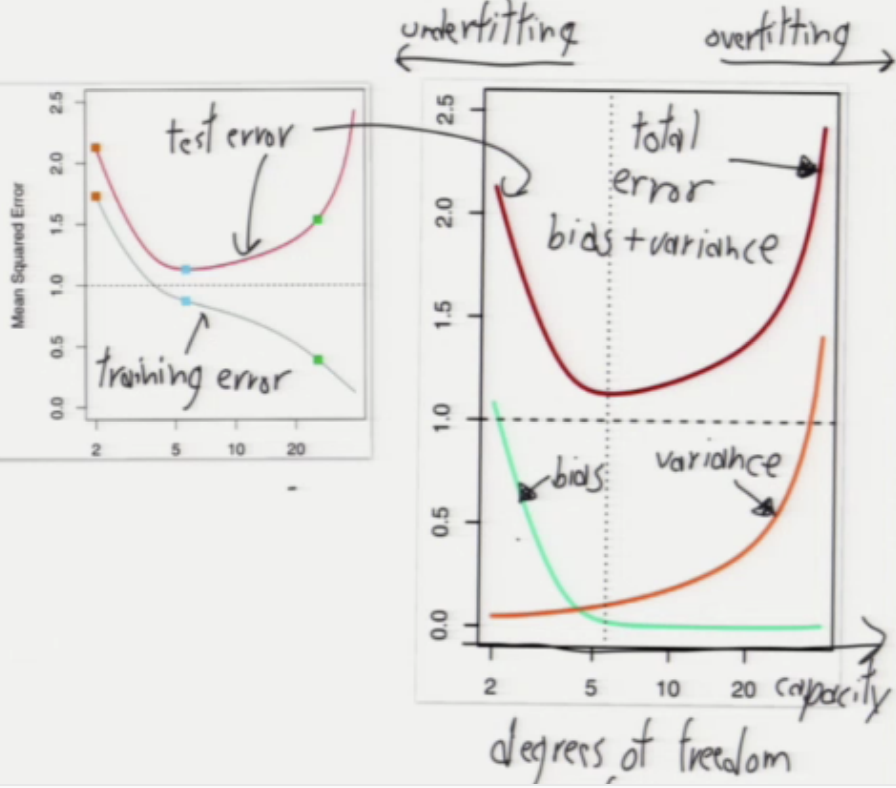 underfitting
overfitting
Mean Squared Error
2.5
2.0
1.5
1.0
0.5
0.0
2 5 10 20
test error
training error
2.5
2.0
1.5
1.0
0.5
0.0
total
error
bias + variance
bias
variance
2 5 10 20
capacity
degrees of freedom